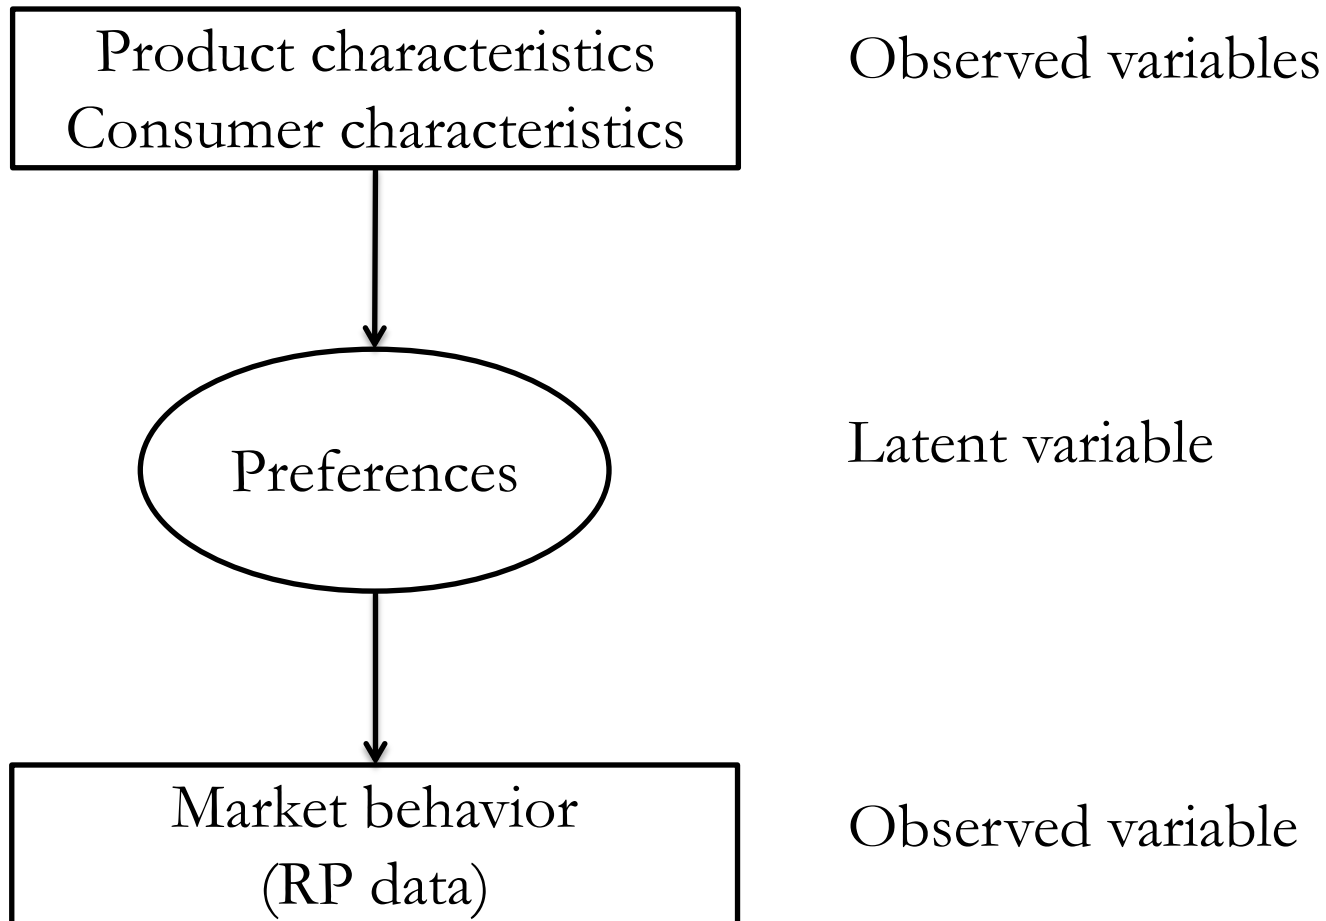 Product characteristics
Consumer characteristics
Observed variables
Preferences
Latent variable
Market behavior
(RP data)
Observed variable